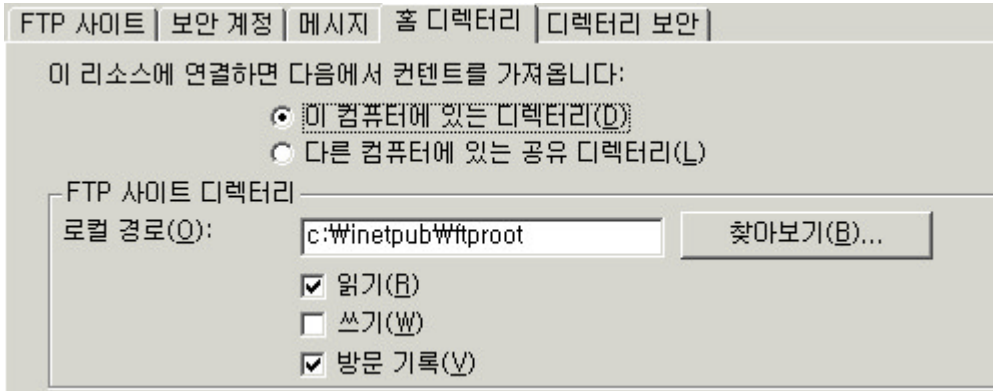 FTP 사이트 보안 계정 메시지 홈 디렉터리 디렉터리 보안
이 리소스에 연결하면 다음에서 컨텐트를 가져옵니다:
이 컴퓨터에 있는 디렉터리(D)
다른 컴퓨터에 있는 공유 디렉터리(L)
FTP 사이트 디렉터리
로컬 경로(O): c:₩inetpub₩ftproot 찾아보기(B)...
읽기(R)
쓰기(W)
방문 기록(V)